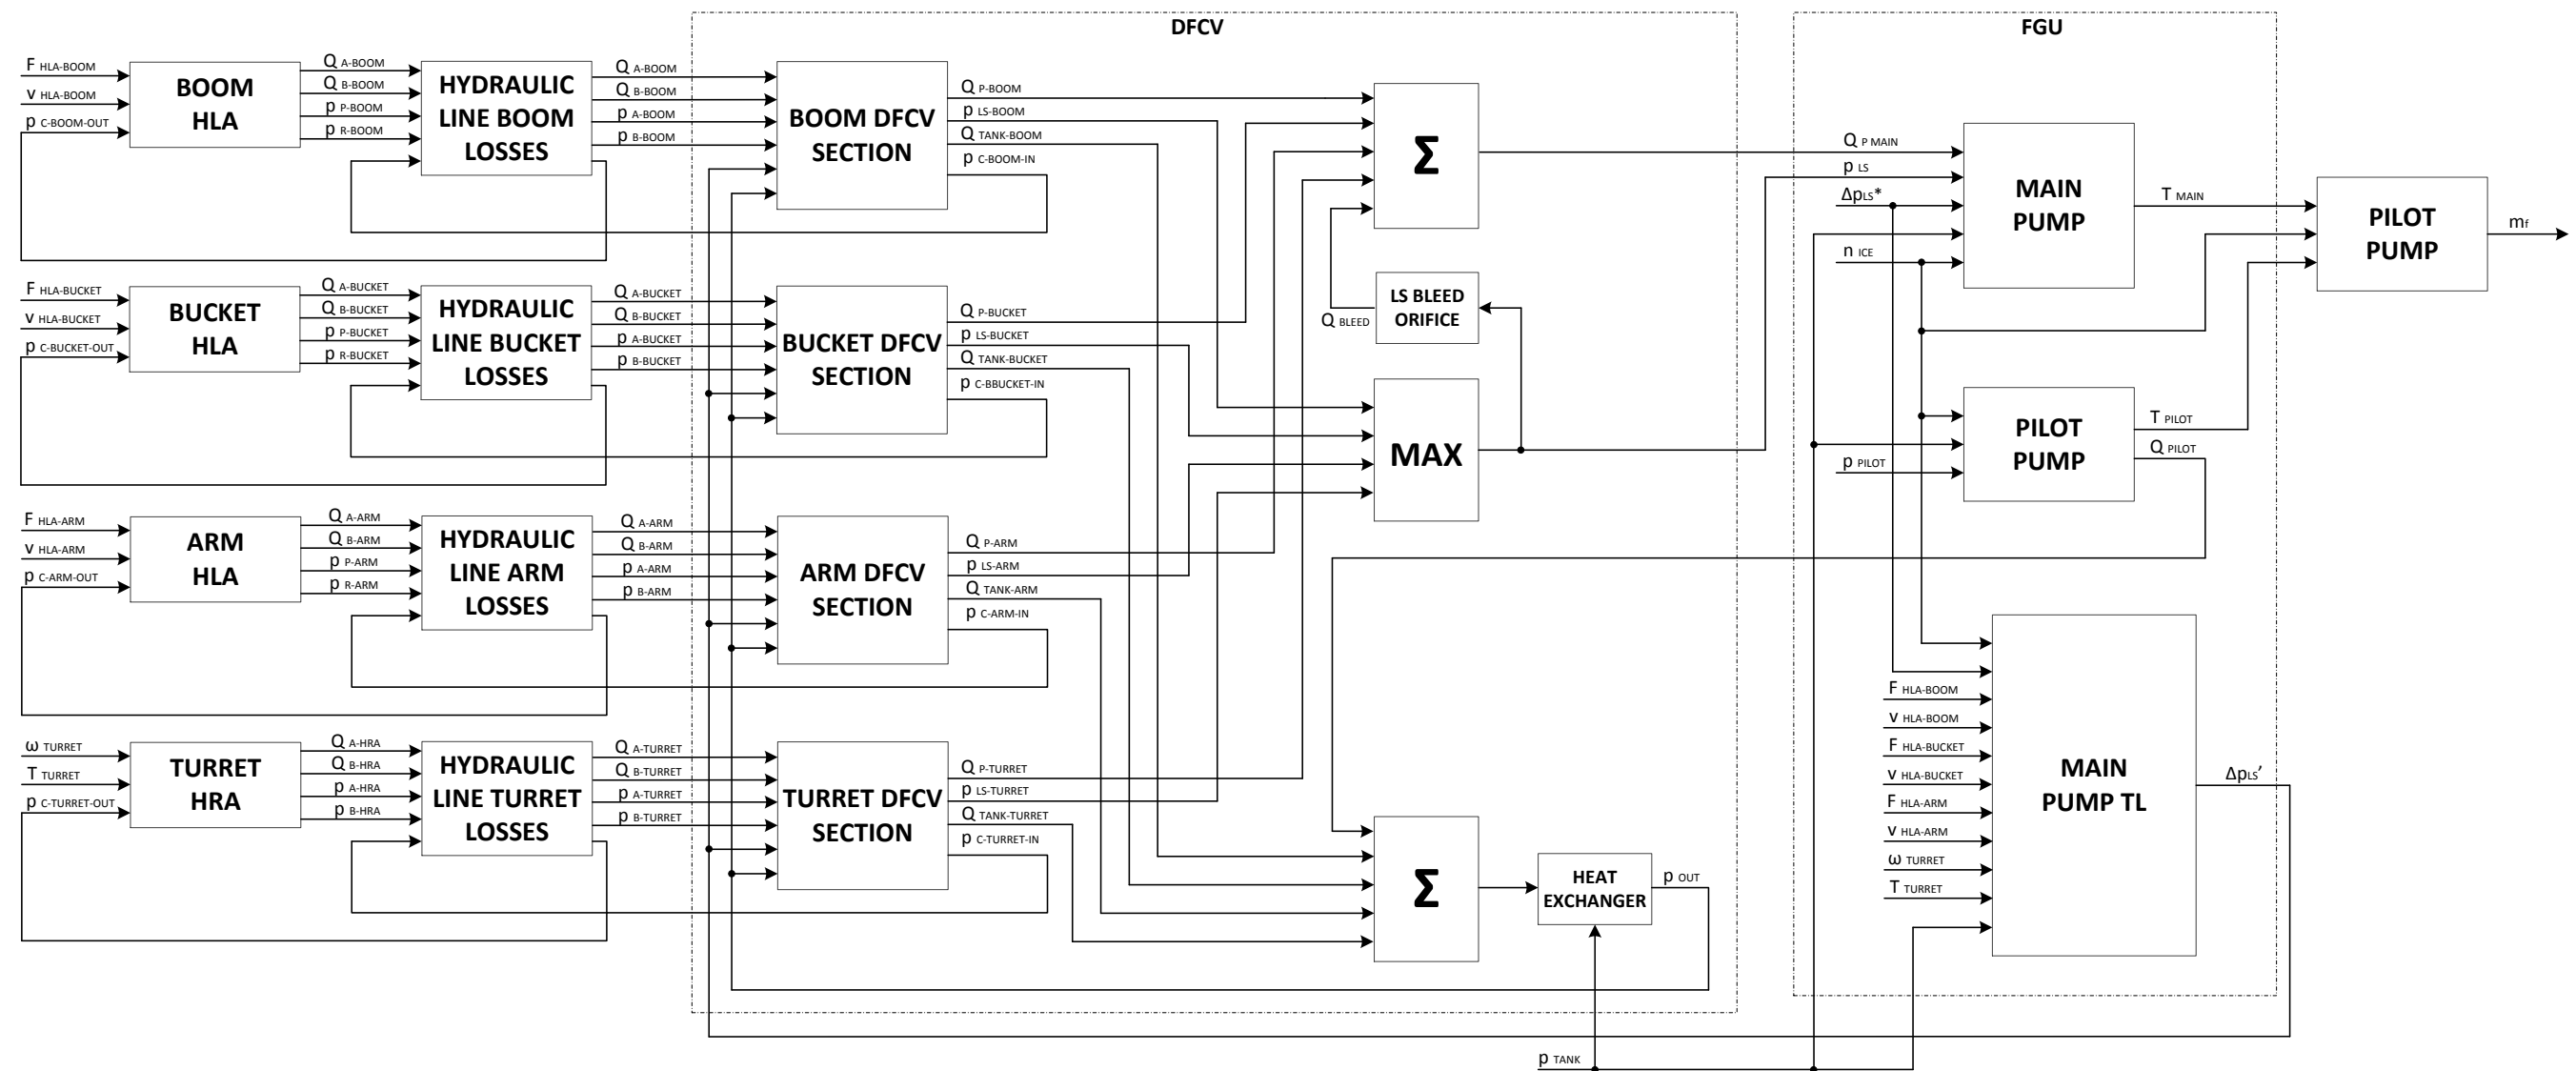 DFCV
FGU
F HLA-BOOM
v HLA-BOOM
p C-BOOM-OUT
BOOM
HLA
Q A-BOOM
Q B-BOOM
p P-BOOM
p R-BOOM
HYDRAULIC
LINE BOOM
LOSSES
Q A-BOOM
Q B-BOOM
p A-BOOM
p B-BOOM
BOOM DFCV
SECTION
Q P-BOOM
p LS-BOOM
Q TANK-BOOM
p C-BOOM-IN
Σ
Q P MAIN
p LS
ΔpLS*
n ICE
MAIN
PUMP
T MAIN
PILOT
PUMP
mf
F HLA-BUCKET
v HLA-BUCKET
p C-BUCKET-OUT
BUCKET
HLA
Q A-BUCKET
Q B-BUCKET
p P-BUCKET
p R-BUCKET
HYDRAULIC
LINE BUCKET
LOSSES
Q A-BUCKET
Q B-BUCKET
p A-BUCKET
p B-BUCKET
BUCKET DFCV
SECTION
Q P-BUCKET
p LS-BUCKET
Q TANK-BUCKET
p C-BBUCKET-IN
Q BLEED
LS BLEED
ORIFICE
MAX
p PILOT
PILOT
PUMP
T PILOT
Q PILOT
F HLA-ARM
v HLA-ARM
p C-ARM-OUT
ARM
HLA
Q A-ARM
Q B-ARM
p P-ARM
p R-ARM
HYDRAULIC
LINE ARM
LOSSES
Q A-ARM
Q B-ARM
p A-ARM
p B-ARM
ARM DFCV
SECTION
Q P-ARM
p LS-ARM
Q TANK-ARM
p C-ARM-IN
ω TURRET
T TURRET
p C-TURRET-OUT
TURRET
HRA
Q A-HRA
Q B-HRA
p A-HRA
p B-HRA
HYDRAULIC
LINE TURRET
LOSSES
Q A-TURRET
Q B-TURRET
p A-TURRET
p B-TURRET
TURRET DFCV
SECTION
Q P-TURRET
p LS-TURRET
Q TANK-TURRET
p C-TURRET-IN
Σ
HEAT
EXCHANGER
p OUT
F HLA-BOOM
v HLA-BOOM
F HLA-BUCKET
v HLA-BUCKET
F HLA-ARM
v HLA-ARM
ω TURRET
T TURRET
MAIN
PUMP TL
ΔpLS’
p TANK